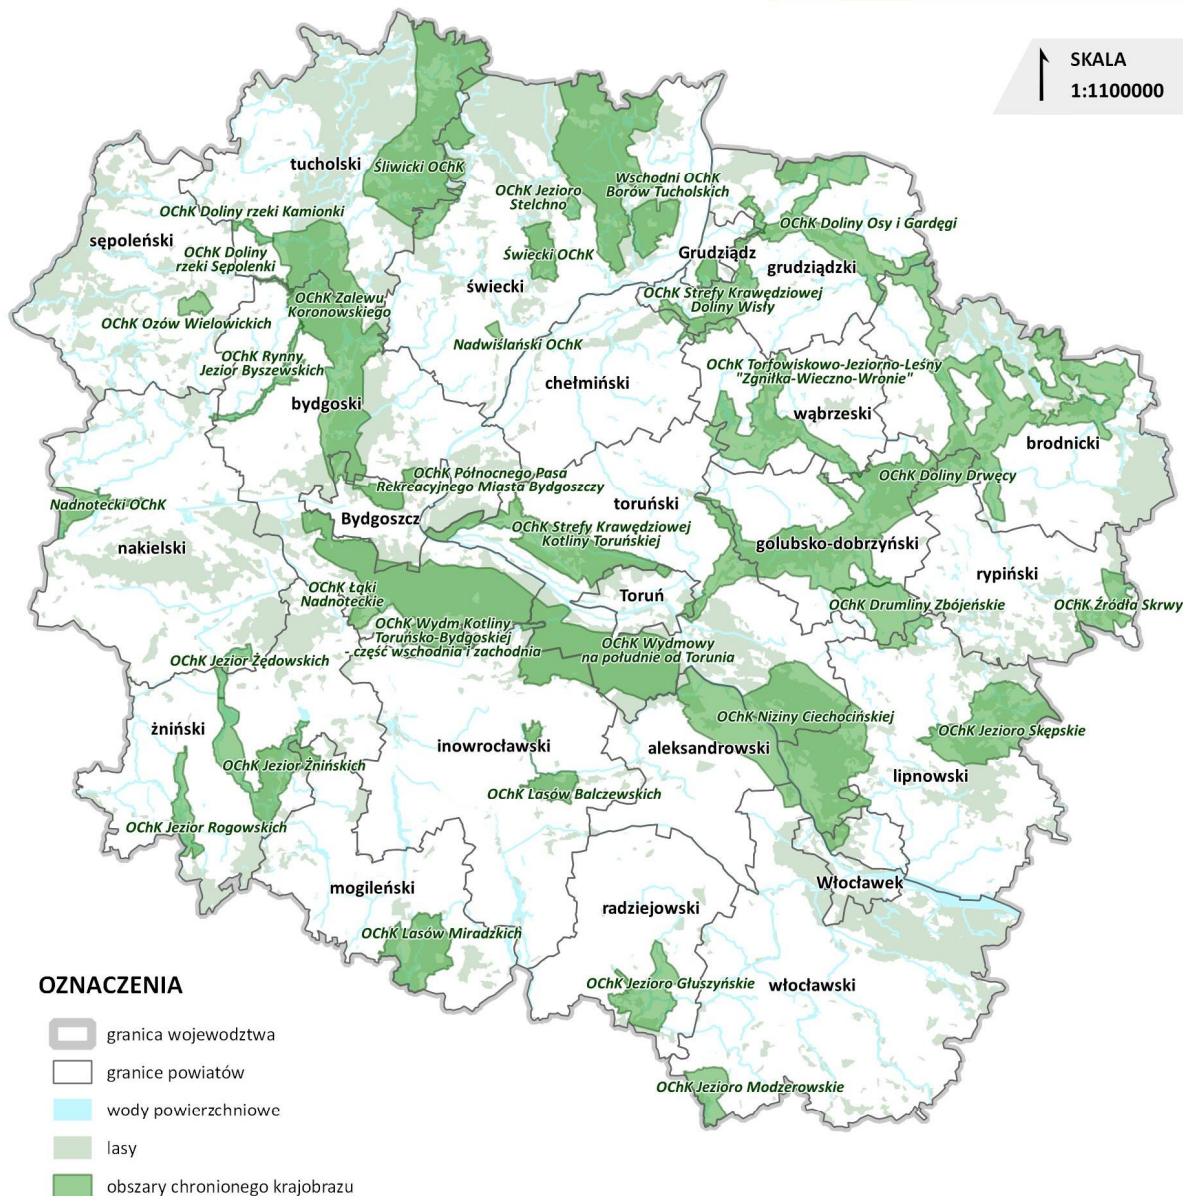 SKALA
1:1100000
tucholski
Śliwicki OChK
OChK Jezioro
Stelchno
Wschodni OChK
Borów Tucholskich
OChK Doliny rzeki Kamionki
OChK Doliny Osy i Gardęgi
sępoleński
OChK Doliny
rzeki Sępolenki
Świecki OChK
Grudziądz
grudziądzki
świecki
OChK Zalewu
Koronowskiego
OChK Strefy Krawędziowej
Doliny Wisły
OChK Ozów Wielowickich
Nadwiślański OChK
OChK Rynny
Jezior Byszewskich
OChK Torfowiskowo-Jeziorno-Leśny
"Zgniłka-Wieczno-Wronie"
chełmiński
bydgoski
wąbrzeski
brodnicki
OChK Północnego Pasa
Rekreacyjnego Miasta Bydgoszczy
OChK Doliny Drwęcy
Nadnotecki OChK
toruński
Bydgoszcz
OChK Strefy Krawędziowej
Kotliny Toruńskiej
nakielski
golubsko-dobrzyński
rypiński
OChK Łąki
Nadnoteckie
Toruń
OChK Drumliny Zbójeńskie
OChK Źródła Skrwy
OChK Wydm Kotliny
Toruńsko-Bydgoskiej
- część wschodnia i zachodnia
OChK Wydmowy
na południe od Torunia
OChK Jezior Żędowskich
OChK Niziny Ciechocińskiej
żniński
OChK Jezioro Skępskie
inowrocławski
aleksandrowski
OChK Jezior Żnińskich
lipnowski
OChK Lasów Balczewskich
OChK Jezior Rogowskich
mogileński
Włocławek
radziejowski
OChK Lasów Miradzkich
OChK Jezioro Głuszyńskie
włocławski
OChK Jezioro Modzerowskie
OZNACZENIA
granica wojewodztwa
granice powiatów
wody powierzchniowe
lasy
obszary chronionego krajobrazu